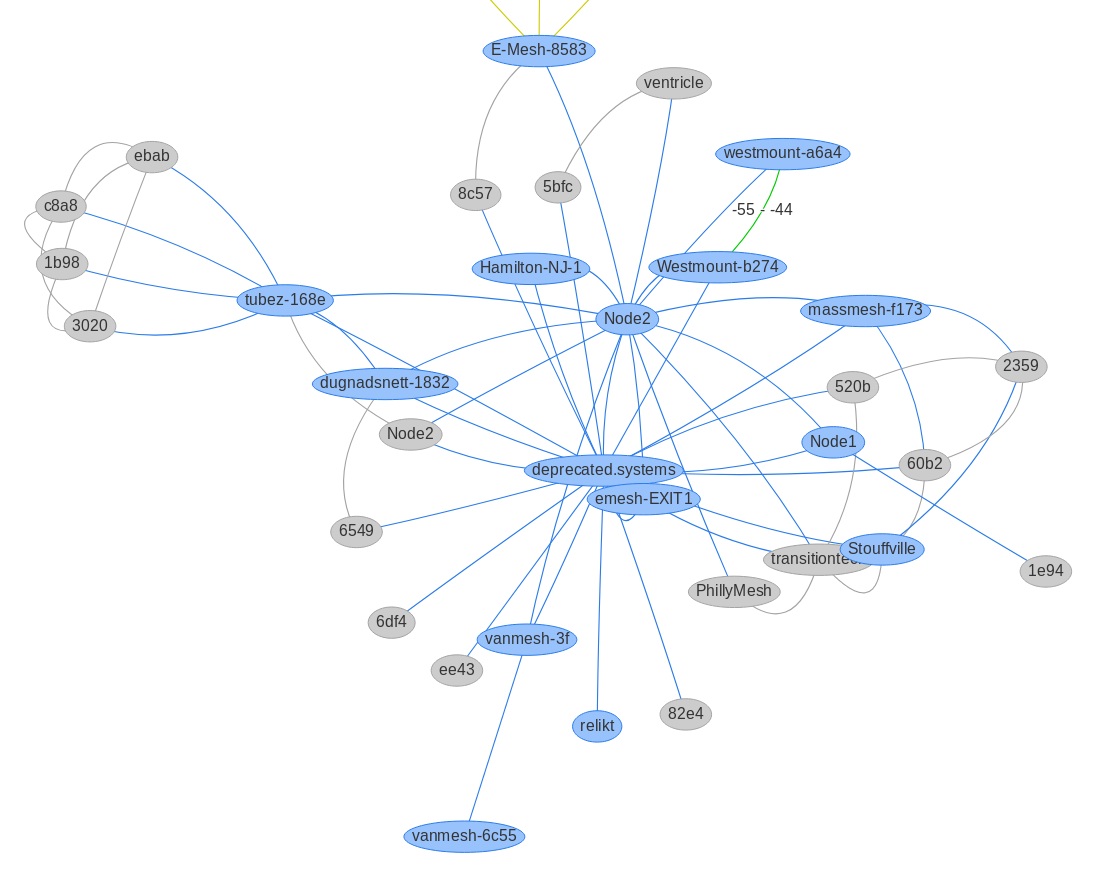 E-Mesh-8583
ventricle
westmount-a6a4
ebab
8c57
5bfc
c8a8
-55 - -44
1b98
Hamilton-NJ-1
Westmount-b274
tubez-168e
massmesh-f173
3020
Node2
2359
dugnadsnett-1832
520b
Node2
Node1
60b2
deprecated.systems
emesh-EXIT1
6549
Stouffville
1e94
PhillyMesh
6df4
vanmesh-3f
ee43
82e4
relikt
vanmesh-6c55